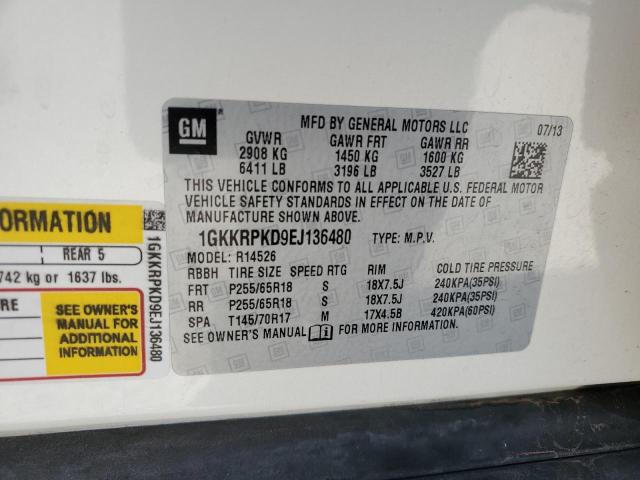 GM
MFD BY GENERAL MOTORS LLC 07/13
GVWR GAWR FRT GAWR RR
2908 KG 1450 KG 1600 KG
6411 LB 3196 LB 3527 LB
THIS VEHICLE CONFORMS TO ALL APPLICABLE U.S. FEDERAL MOTOR
VEHICLE SAFETY STANDARDS IN EFFECT ON THE DATE OF
MANUFACTURE SHOWN ABOVE.
1GKKRPKD9EJ136480 TYPE: M.P.V.
MODEL: R14526
RBBH TIRE SIZE SPEED RTG RIM COLD TIRE PRESSURE
FRT P255/65R18 S 18X7.5J 240KPA(35PSI)
RR P255/65R18 S 18X7.5J 240KPA(35PSI)
SPA T145/70R17 M 17X4.5B 420KPA(60PSI)
SEE OWNER'S MANUAL FOR MORE INFORMATION.
FORMATION
REAR 5
742 kg or 1637 lbs.
SEE OWNER'S
MANUAL FOR
ADDITIONAL
INFORMATION
1GKKRPKD9EJ136480